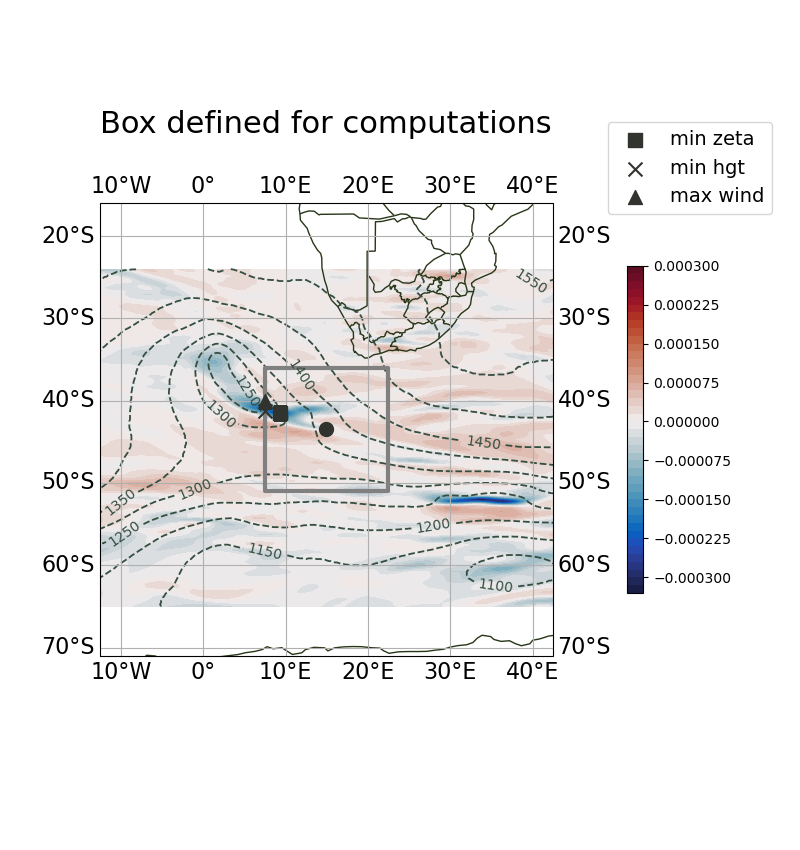 Box defined for computations
min zeta
min hgt
max wind
10°W 0° 10°E 20°E 30°E 40°E
20°S 20°S
30°S 30°S
40°S 40°S
50°S 50°S
60°S 60°S
70°S 70°S
10°W 0° 10°E 20°E 30°E 40°E
1550
1400
1250
1300
1450
1350
1300
1250
1200
1150
1100
0.000300
0.000225
0.000150
0.000075
0.000000
−0.000075
−0.000150
−0.000225
−0.000300